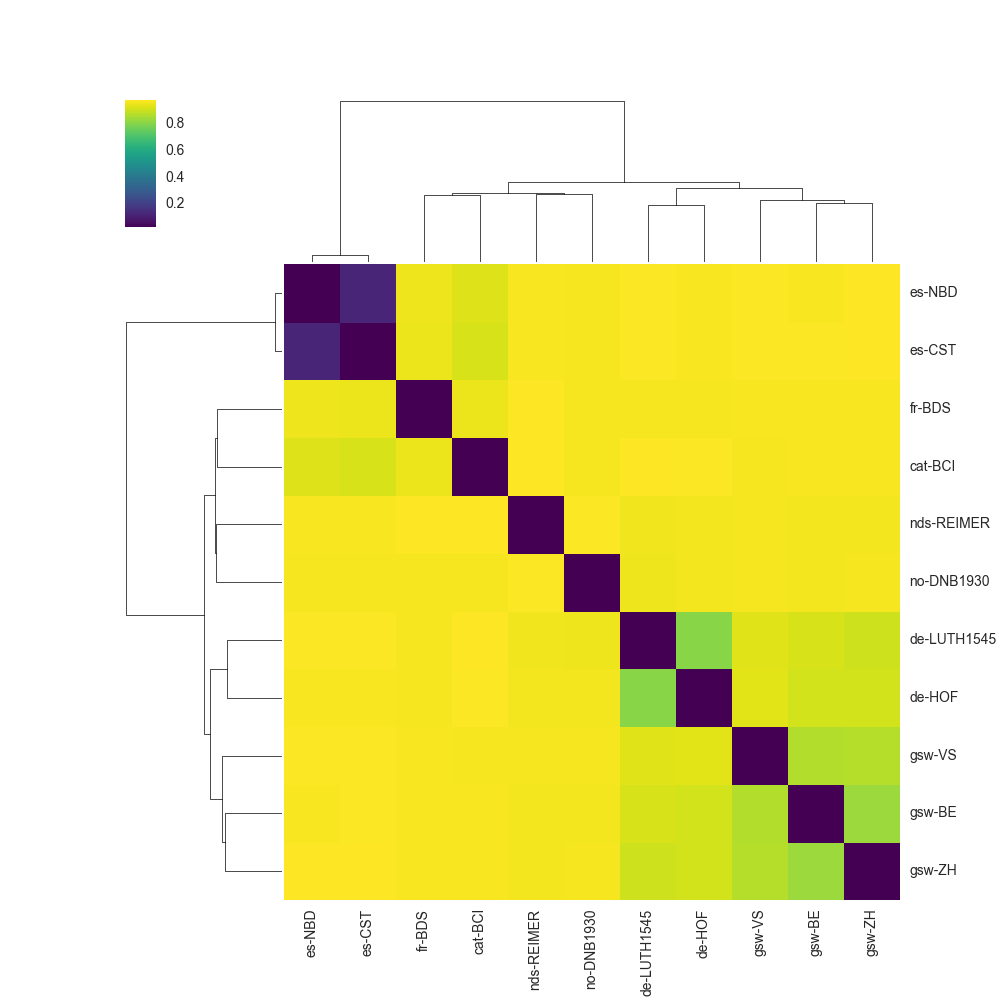 0.8
0.6
0.4
0.2
es-NBD
es-CST
fr-BDS
cat-BCI
nds-REIMER
no-DNB1930
de-LUTH1545
de-HOF
gsw-VS
gsw-BE
gsw-ZH
es-NBD
es-CST
fr-BDS
cat-BCI
nds-REIMER
no-DNB1930
de-LUTH1545
de-HOF
gsw-VS
gsw-BE
gsw-ZH